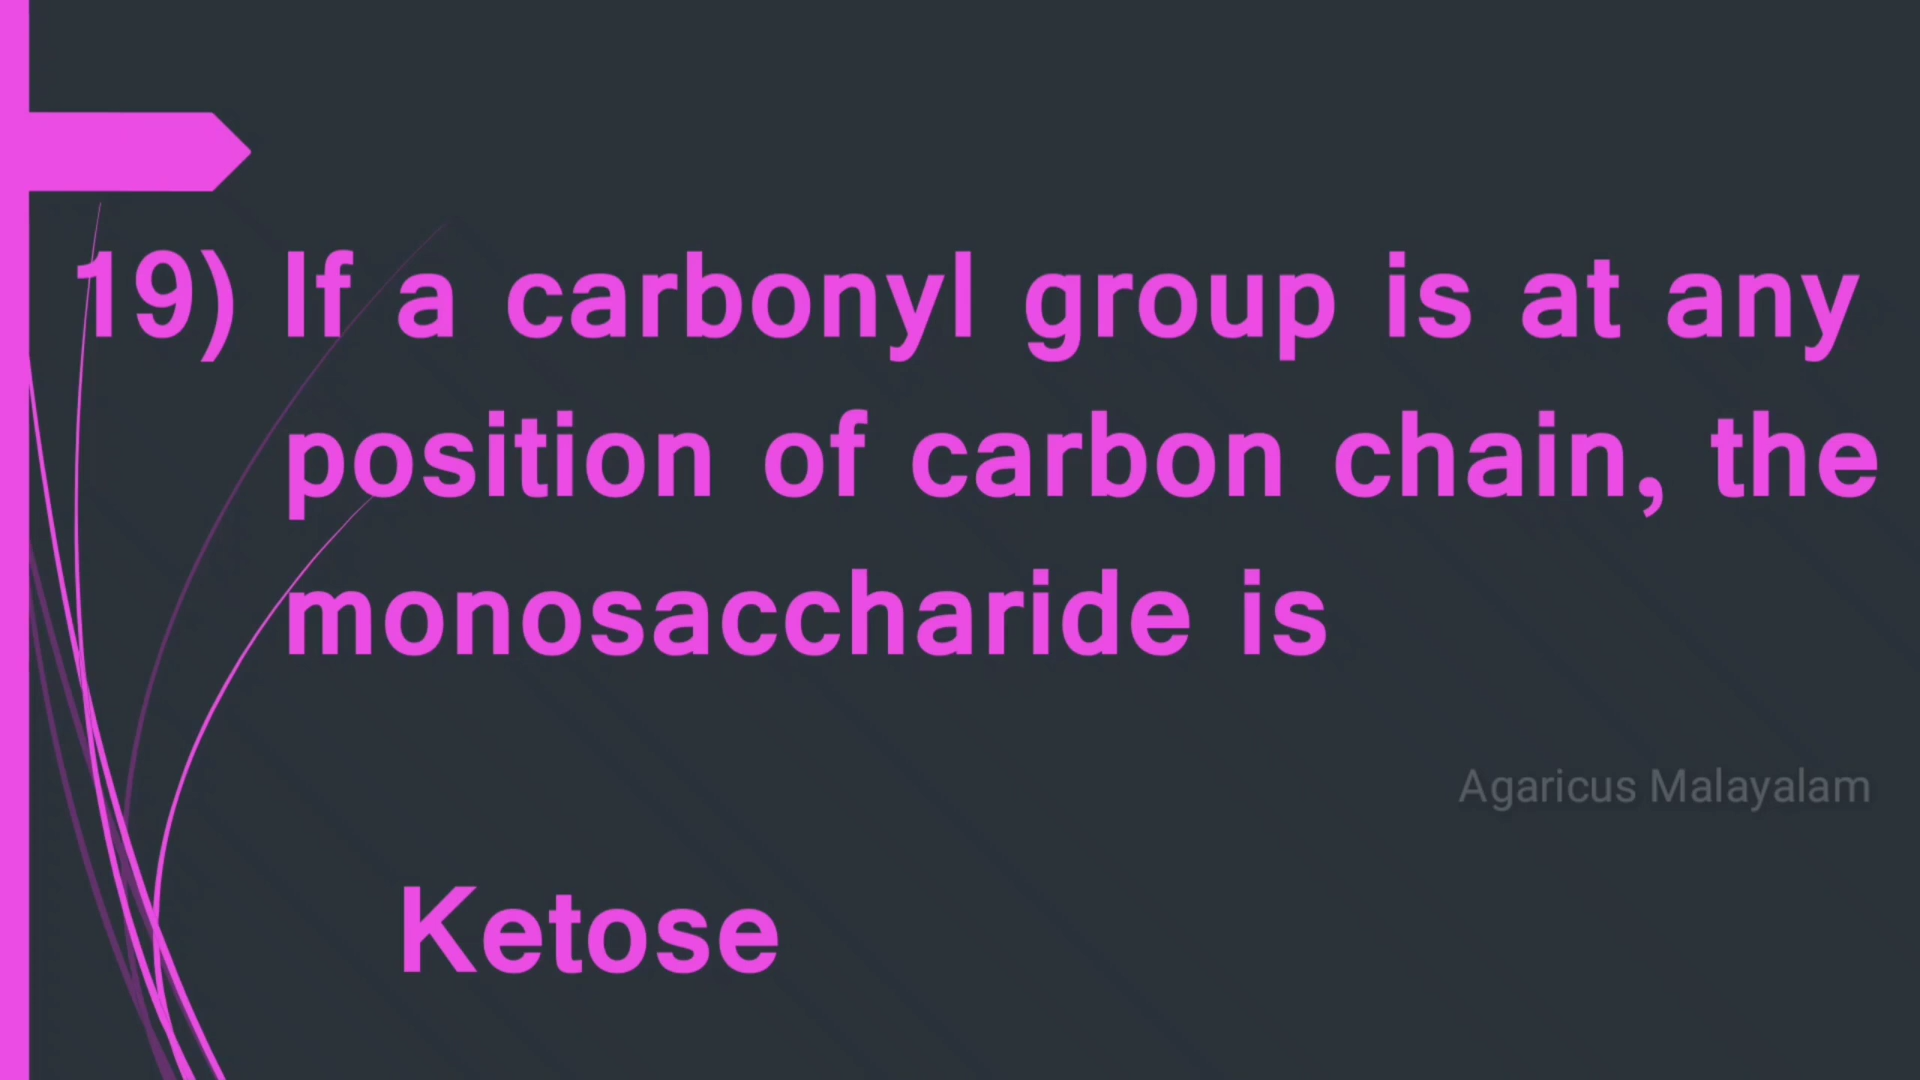 19) If a carbonyl group is at any
position of carbon chain, the
monosaccharide is
Agaricus Malayalam
Ketose